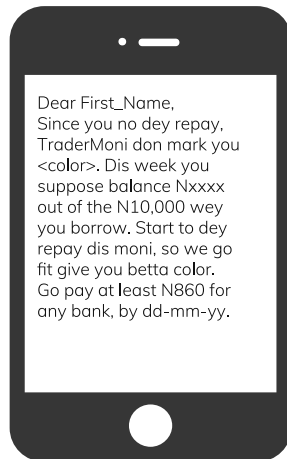 Dear First_Name,
Since you no dey repay,
TraderMoni don mark you
<color>. Dis week you
suppose balance Nxxxx
out of the N10,000 wey
you borrow. Start to dey
repay dis moni, so we go
fit give you betta color.
Go pay at least N860 for
any bank, by dd-mm-yy.